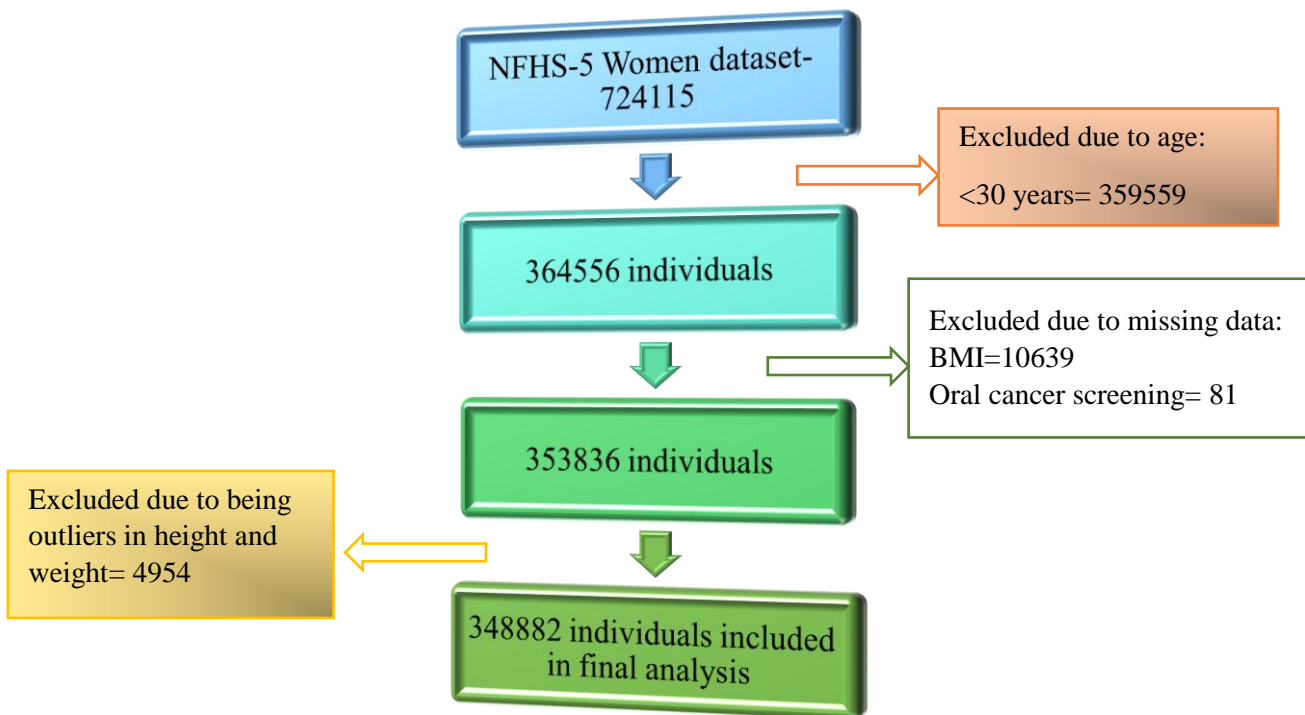 NFHS-5 Women dataset-
724115
Excluded due to age:
<30 years= 359559
364556 individuals
Excluded due to missing data:
BMI=10639
Oral cancer screening= 81
353836 individuals
Excluded due to being
outliers in height and
weight= 4954
348882 individuals included
in final analysis